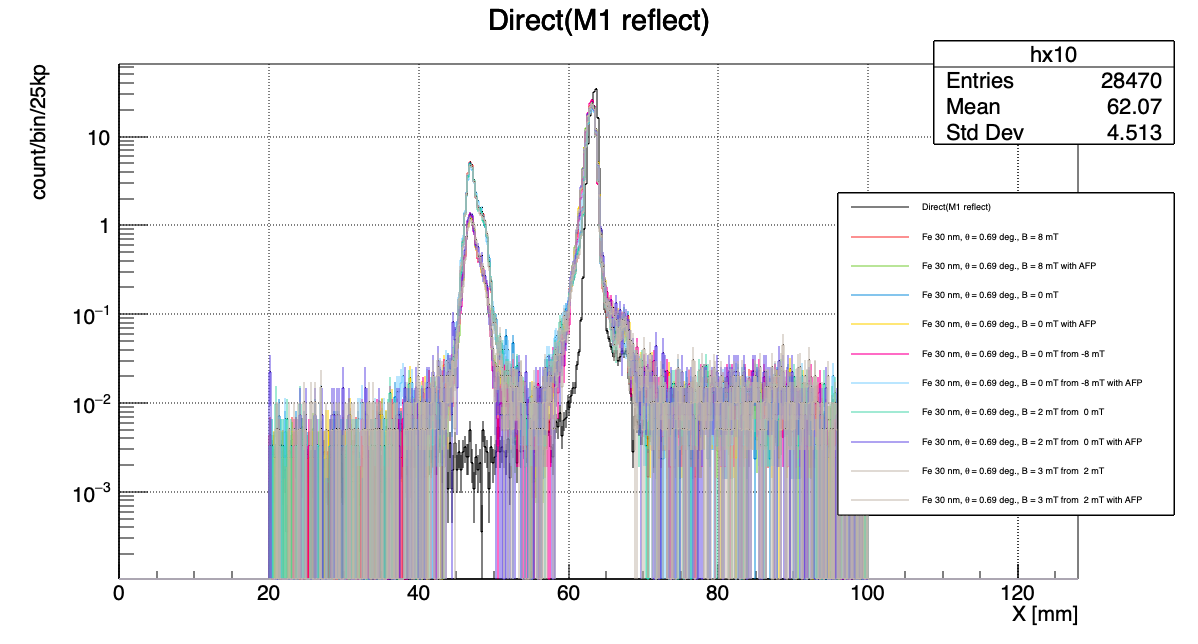 Direct(M1 reflect)
count/bin/25kp
hx10
Entries 28470
Mean 62.07
Std Dev 4.513
10
1
10⁻¹
10⁻²
10⁻³
Direct(M1 reflect)
Fe 30 nm, θ = 0.69 deg., B = 8 mT
Fe 30 nm, θ = 0.69 deg., B = 8 mT with AFP
Fe 30 nm, θ = 0.69 deg., B = 0 mT
Fe 30 nm, θ = 0.69 deg., B = 0 mT with AFP
Fe 30 nm, θ = 0.69 deg., B = 0 mT from -8 mT
Fe 30 nm, θ = 0.69 deg., B = 0 mT from -8 mT with AFP
Fe 30 nm, θ = 0.69 deg., B = 2 mT from 0 mT
Fe 30 nm, θ = 0.69 deg., B = 2 mT from 0 mT with AFP
Fe 30 nm, θ = 0.69 deg., B = 3 mT from 2 mT
Fe 30 nm, θ = 0.69 deg., B = 3 mT from 2 mT with AFP
0 20 40 60 80 100 120
X [mm]